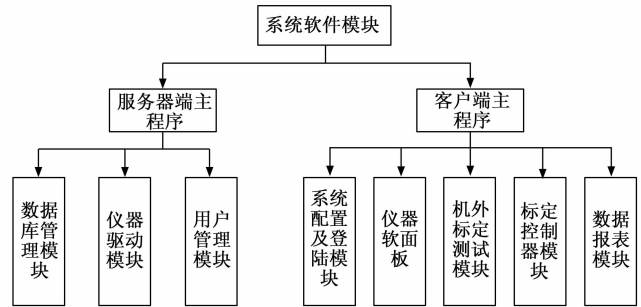 系统软件模块
服务器端主
程序
客户端主
程序
数据
库管
理模
块
仪器
驱动
模块
用户
管理
模块
系统
配置
及登
陆模
块
仪器
软面
板
机外
标定
测试
模块
标定
控制
器模
块
数据
报表
模块